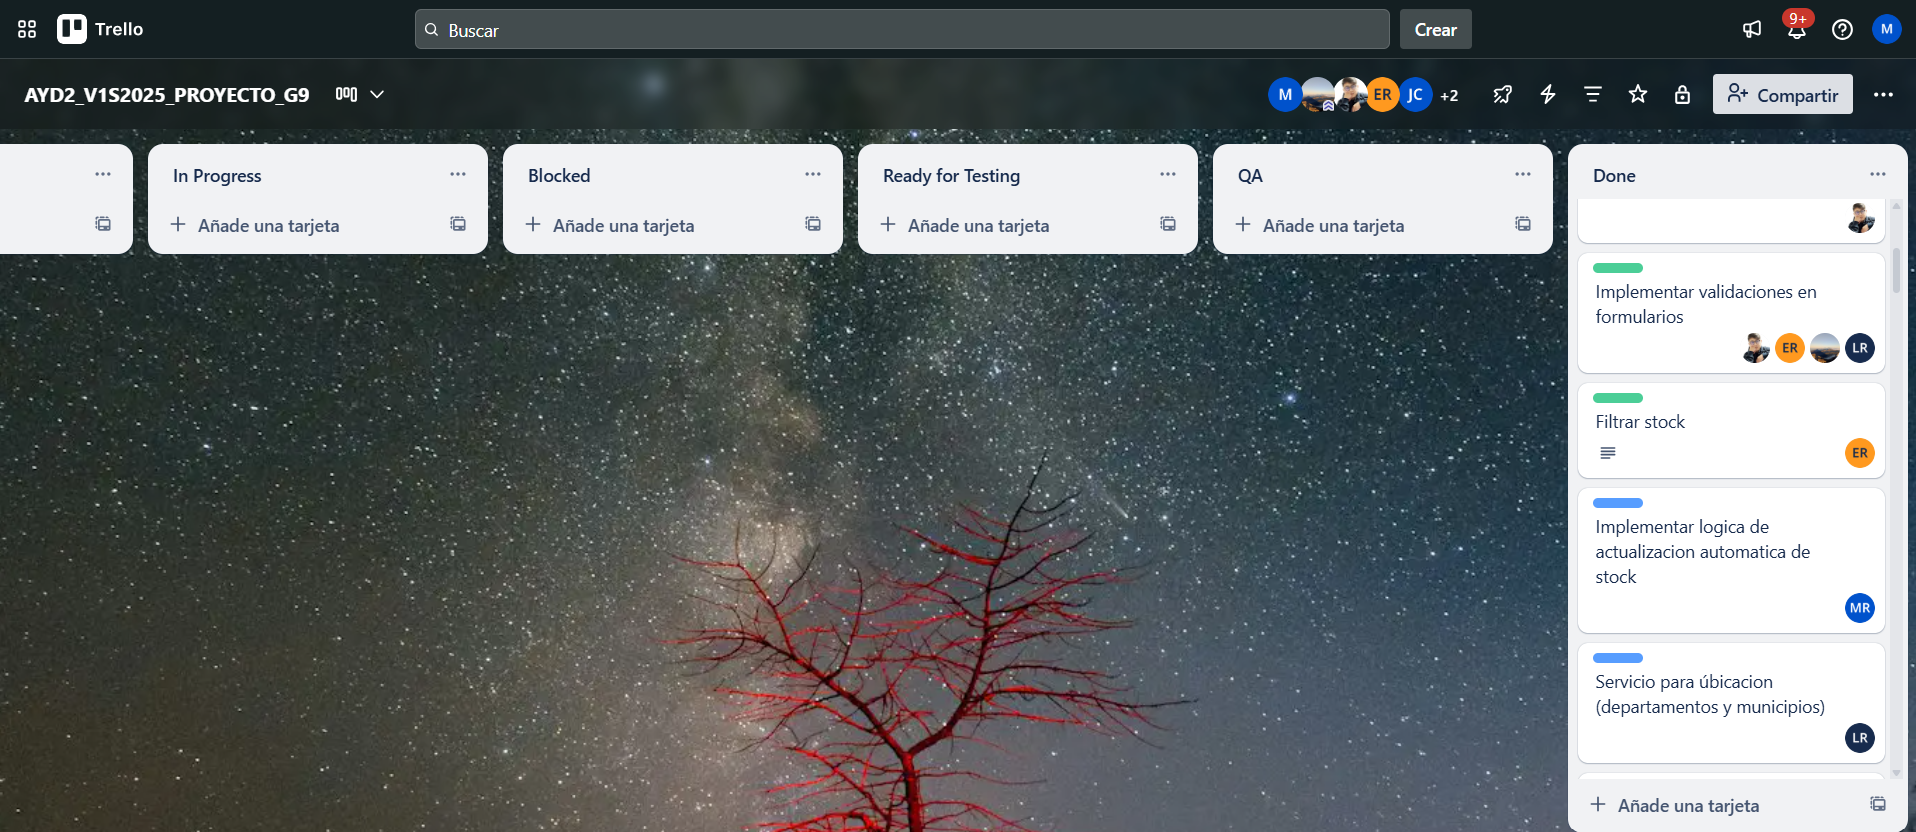 Trello
Buscar
Crear
9+
M
AYD2_V1S2025_PROYECTO_G9
M
ER
JC
+2
Compartir
In Progress
Añade una tarjeta
Blocked
Añade una tarjeta
Ready for Testing
Añade una tarjeta
QA
Añade una tarjeta
Done
Implementar validaciones en
formularios
ER
LR
Filtrar stock
ER
Implementar logica de
actualizacion automatica de
stock
MR
Servicio para úbicacion
(departamentos y municipios)
LR
Añade una tarjeta